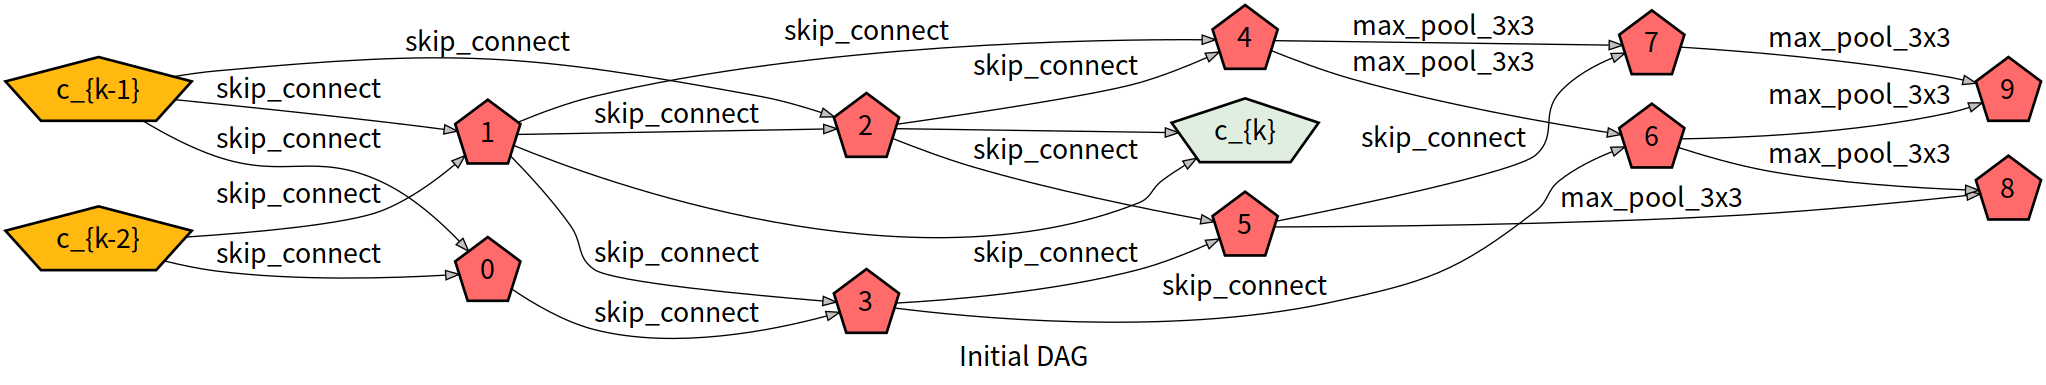 c_{k-1}
c_{k-2}
skip_connect
skip_connect
skip_connect
skip_connect
skip_connect
1
0
skip_connect
skip_connect
skip_connect
skip_connect
2
3
skip_connect
skip_connect
skip_connect
4
c_{k}
5
skip_connect
max_pool_3x3
max_pool_3x3
skip_connect
max_pool_3x3
7
6
max_pool_3x3
max_pool_3x3
max_pool_3x3
9
8
Initial DAG